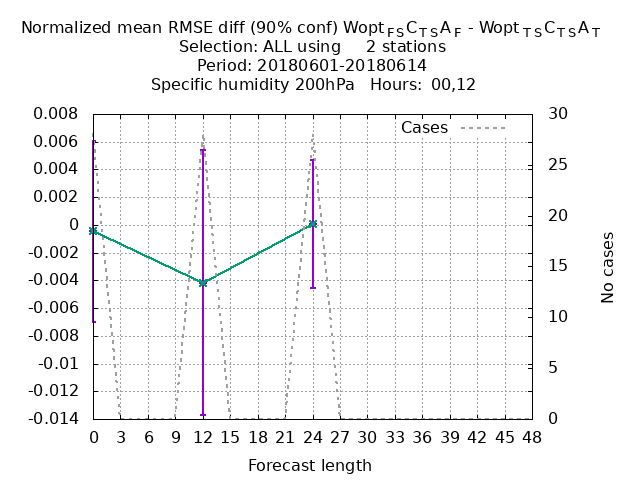 Normalized mean RMSE diff (90% conf) Wopt FS C TS A F - Wopt TS C TS A T
Selection: ALL using     2 stations
Period: 20180601-20180614
Specific humidity 200hPa   Hours:  00,12
Cases
0.008
0.006
0.004
0.002
0
-0.002
-0.004
-0.006
-0.008
-0.01
-0.012
-0.014
30
25
20
15
10
5
0
No cases
0 3 6 9 12 15 18 21 24 27 30 33 36 39 42 45 48
Forecast length